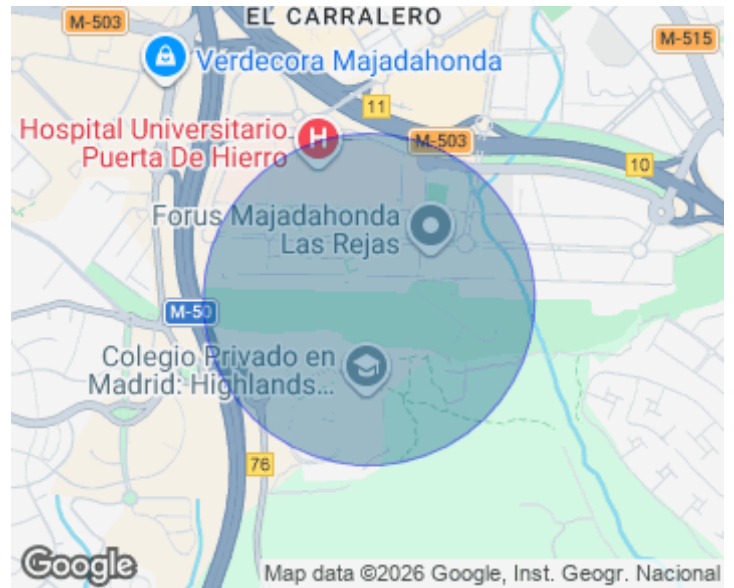 EL CARRALERO
M-503
M-515
Verdecora Majadahonda
11
Hospital Universitario
Puerta De Hierro
H
M-503
10
Forus Majadahonda
Las Rejas
M-50
Colegio Privado en
Madrid: Highlands...
76
Google
Map data ©2026 Google, Inst. Geogr. Nacional